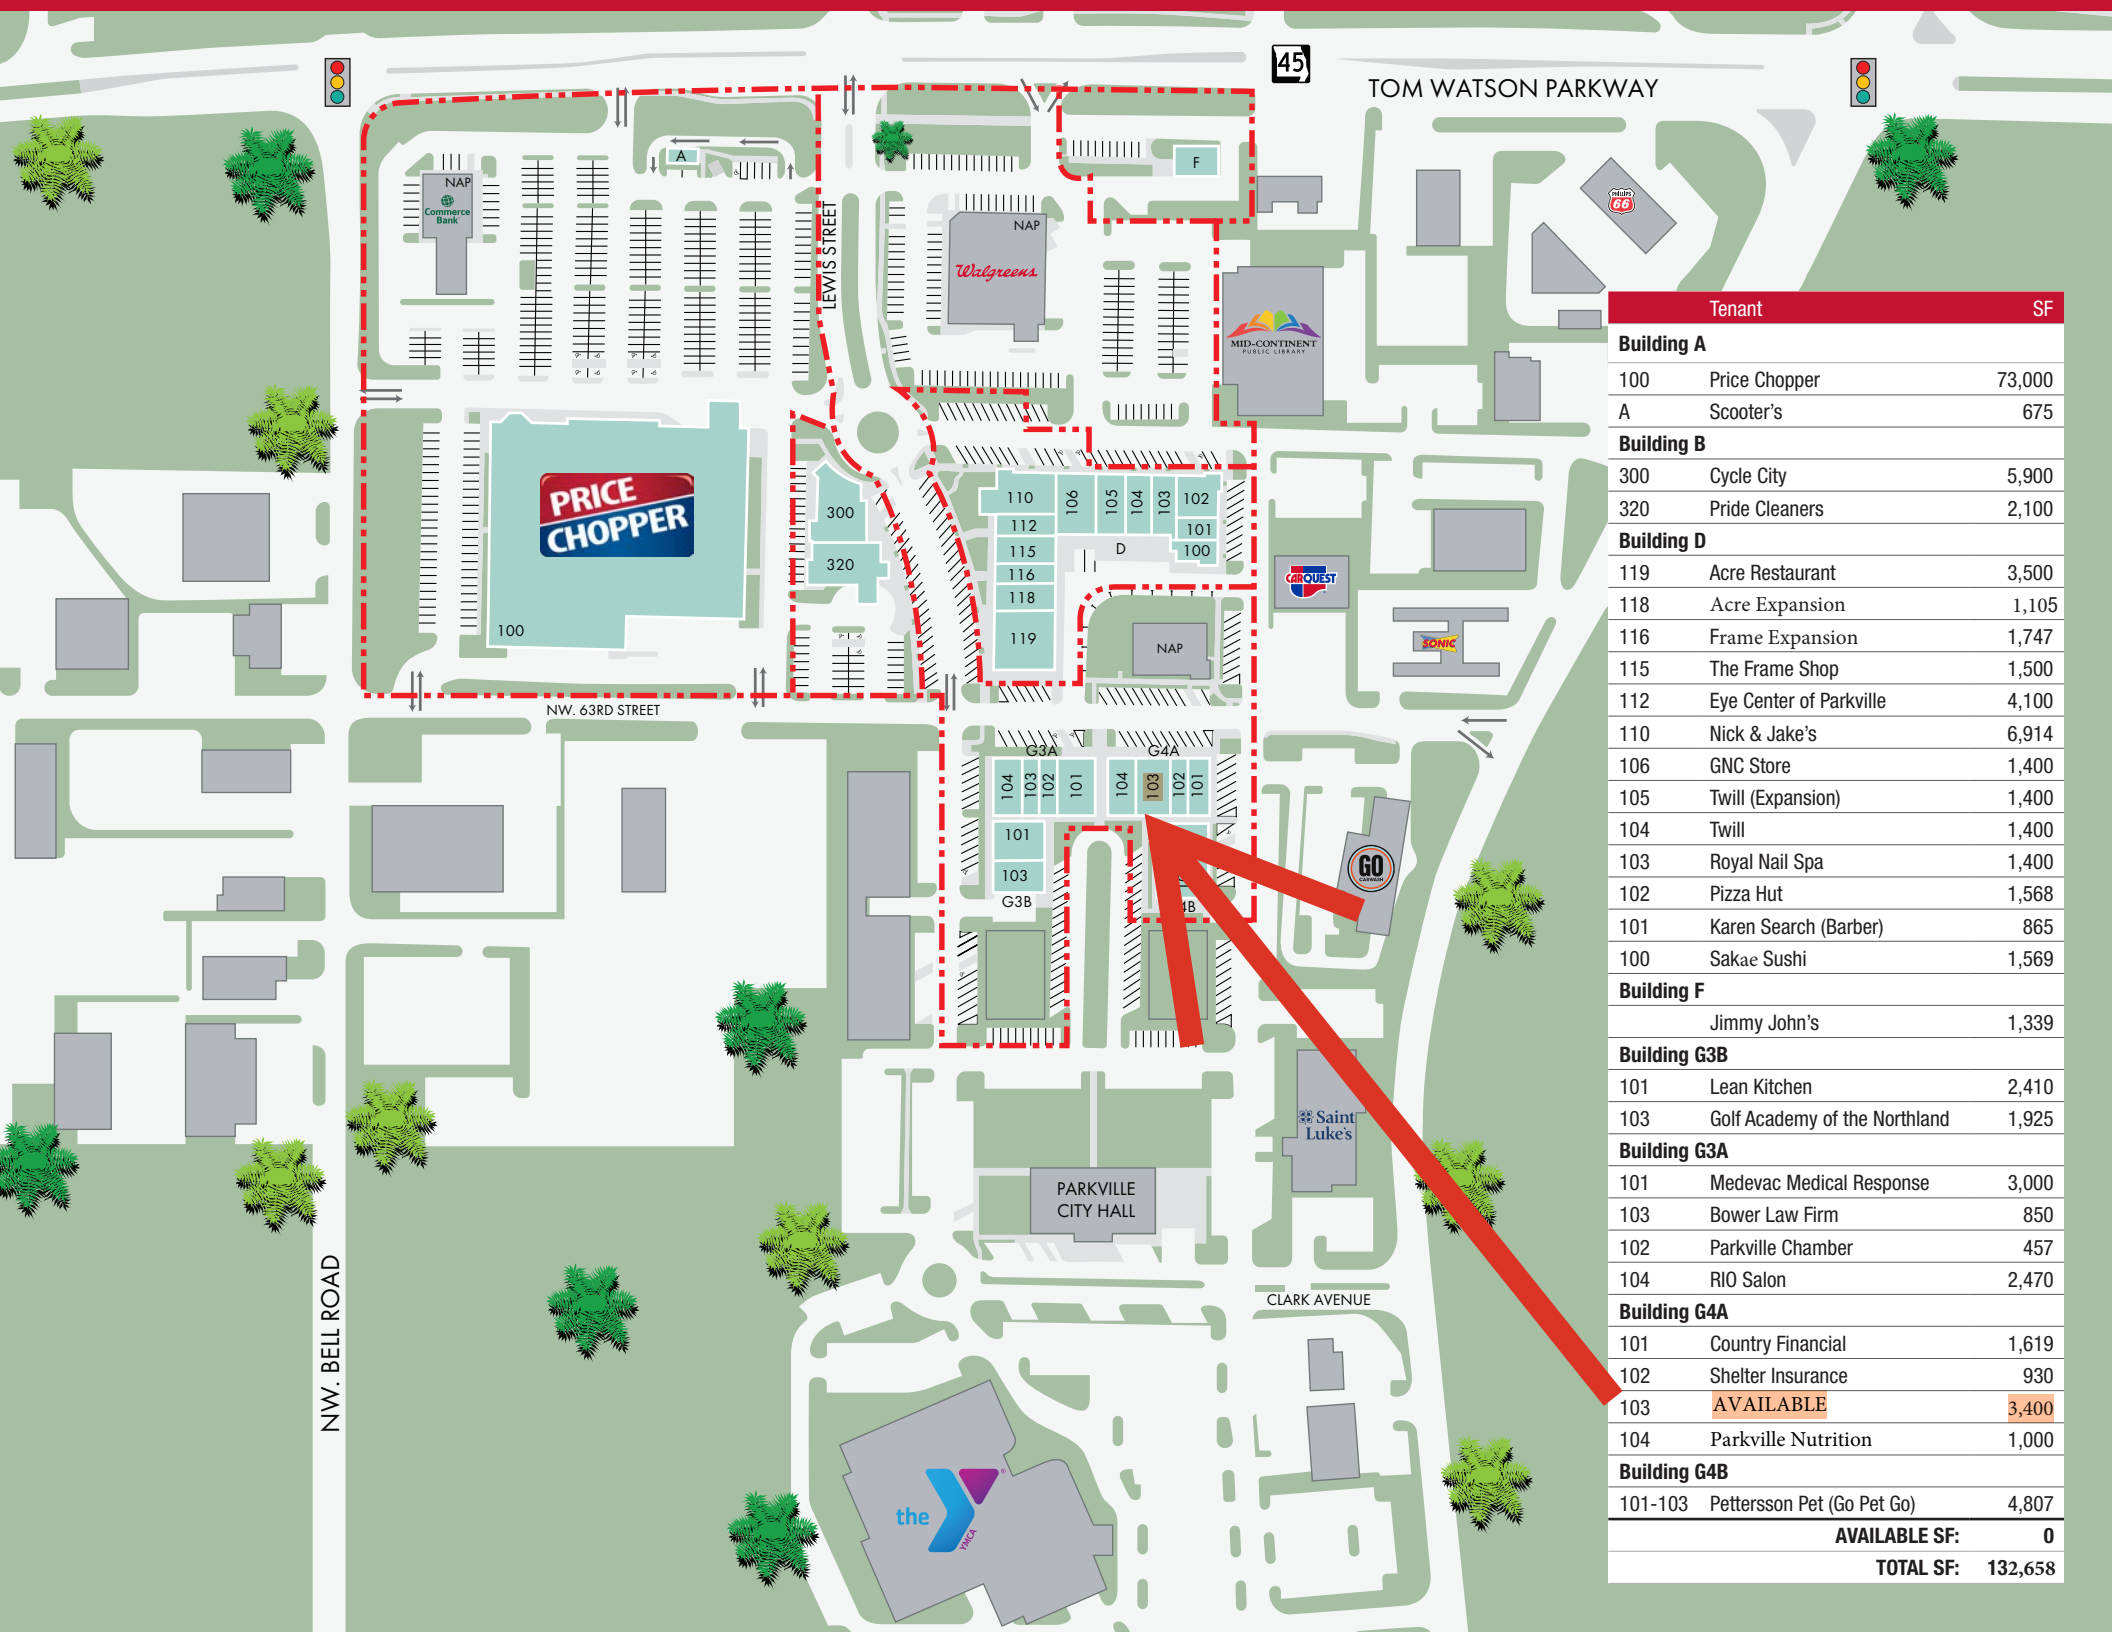 45
TOM WATSON PARKWAY
PHILLIPS
66
A
F
NAP
Commerce
Bank
LEWIS STREET
NAP
Walgreens
MID-CONTINENT
PUBLIC LIBRARY
PRICE
CHOPPER
100
300
320
110
106
105
104
103
102
112
101
115
D
100
116
118
119
NAP
CARQUEST
SONIC
NW. 63RD STREET
G3A
G4A
104
103
102
101
104
103
102
101
101
103
G3B
4B
GO
CARWASH
Saint
Luke's
PARKVILLE
CITY HALL
CLARK AVENUE
NW. BELL ROAD
the
YMCA
Tenant SF
Building A
100 Price Chopper 73,000
A Scooter's 675
Building B
300 Cycle City 5,900
320 Pride Cleaners 2,100
Building D
119 Acre Restaurant 3,500
118 Acre Expansion 1,105
116 Frame Expansion 1,747
115 The Frame Shop 1,500
112 Eye Center of Parkville 4,100
110 Nick & Jake's 6,914
106 GNC Store 1,400
105 Twill (Expansion) 1,400
104 Twill 1,400
103 Royal Nail Spa 1,400
102 Pizza Hut 1,568
101 Karen Search (Barber) 865
100 Sakae Sushi 1,569
Building F
Jimmy John's 1,339
Building G3B
101 Lean Kitchen 2,410
103 Golf Academy of the Northland 1,925
Building G3A
101 Medevac Medical Response 3,000
103 Bower Law Firm 850
102 Parkville Chamber 457
104 RIO Salon 2,470
Building G4A
101 Country Financial 1,619
102 Shelter Insurance 930
103 AVAILABLE 3,400
104 Parkville Nutrition 1,000
Building G4B
101-103 Pettersson Pet (Go Pet Go) 4,807
AVAILABLE SF: 0
TOTAL SF: 132,658